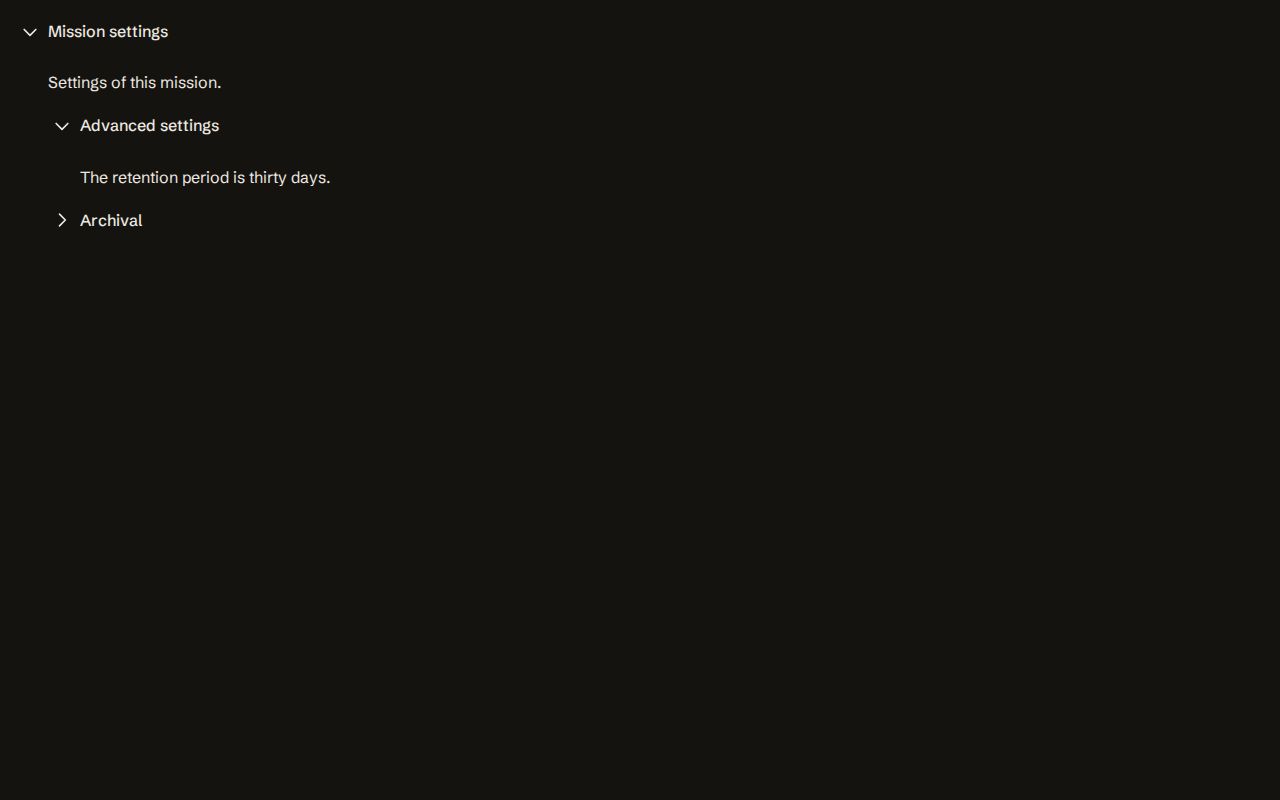 Mission settings
Settings of this mission.
Advanced settings
The retention period is thirty days.
Archival